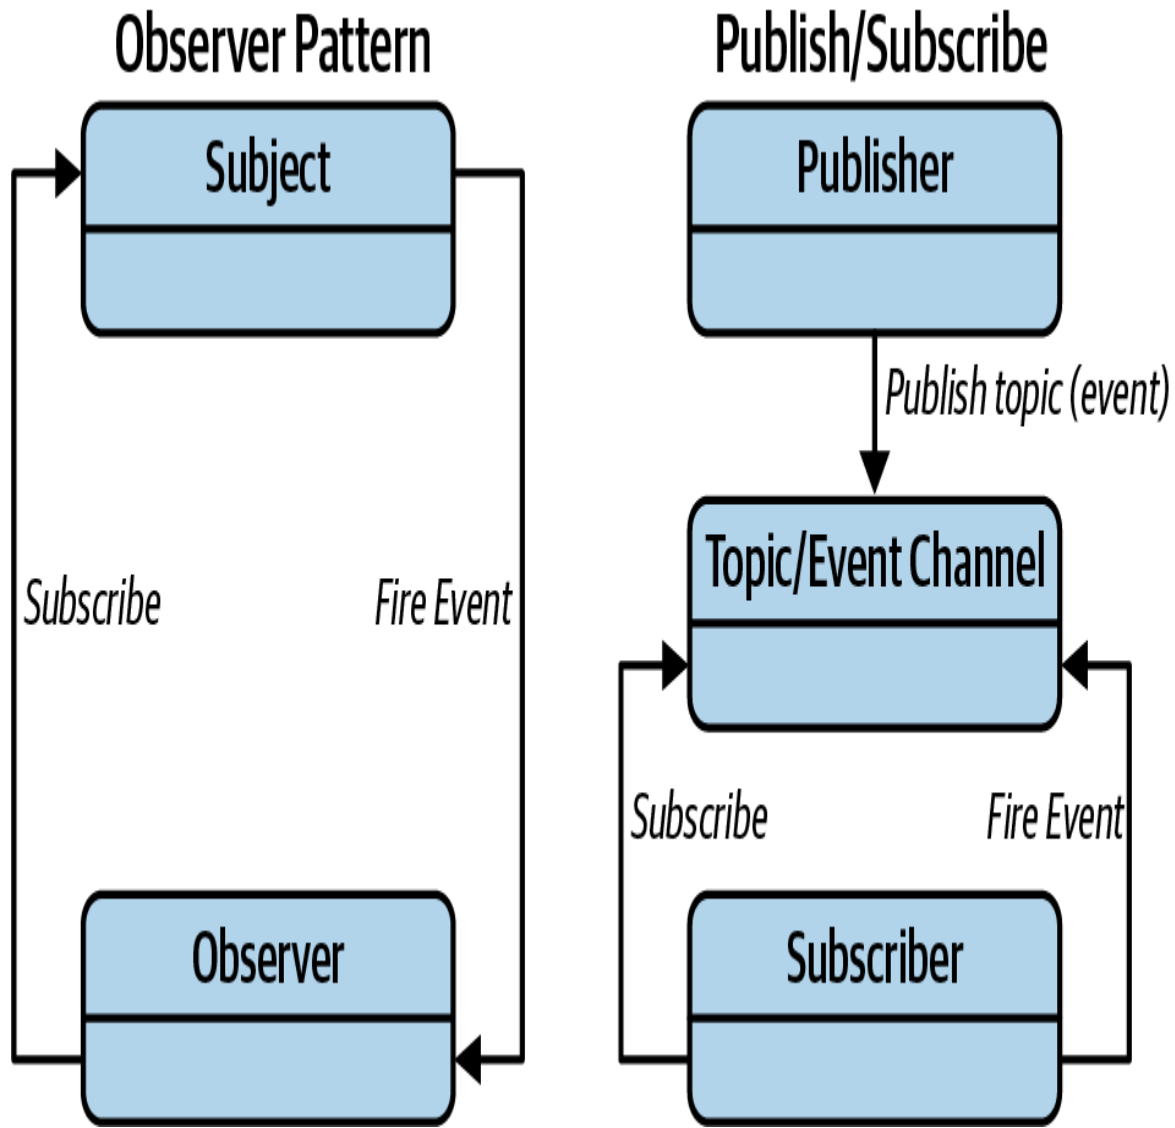 Observer Pattern
Subject
Subscribe
Fire Event
Observer
Publish/Subscribe
Publisher
Publish topic (event)
Topic/Event Channel
Subscribe
Fire Event
Subscriber